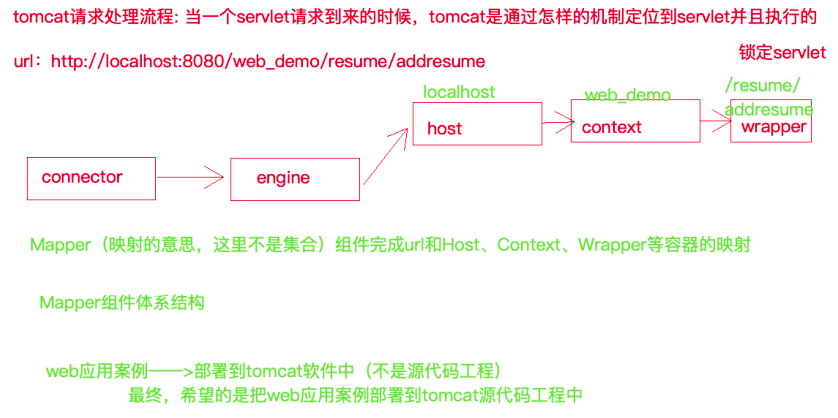 tomcat请求处理流程: 当一个servlet请求到来的时候，tomcat是通过怎样的机制定位到servlet并且执行的
url：http://localhost:8080/web_demo/resume/addresume
锁定servlet
localhost
web_demo
/resume/
addresume
host
context
wrapper
connector
engine
Mapper（映射的意思，这里不是集合）组件完成url和Host、Context、Wrapper等容器的映射
Mapper组件体系结构
web应用案例——>部署到tomcat软件中（不是源代码工程）
最终，希望的是把web应用案例部署到tomcat源代码工程中